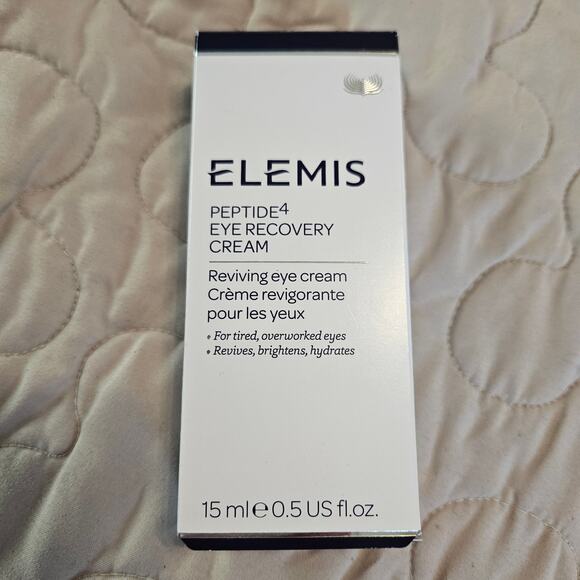 ELEMIS
PEPTIDE⁴
EYE RECOVERY
CREAM
Reviving eye cream
Crème revigorante
pour les yeux
• For tired, overworked eyes
• Revives, brightens, hydrates
15 ml ℮ 0.5 US fl.oz.